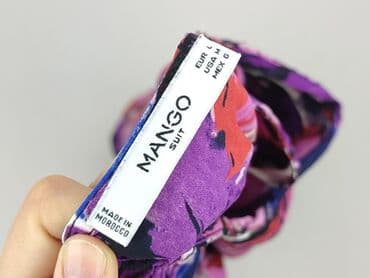 EUR L
USA M
MEX G
MANGO
SUIT
MADE IN
MOROCCO